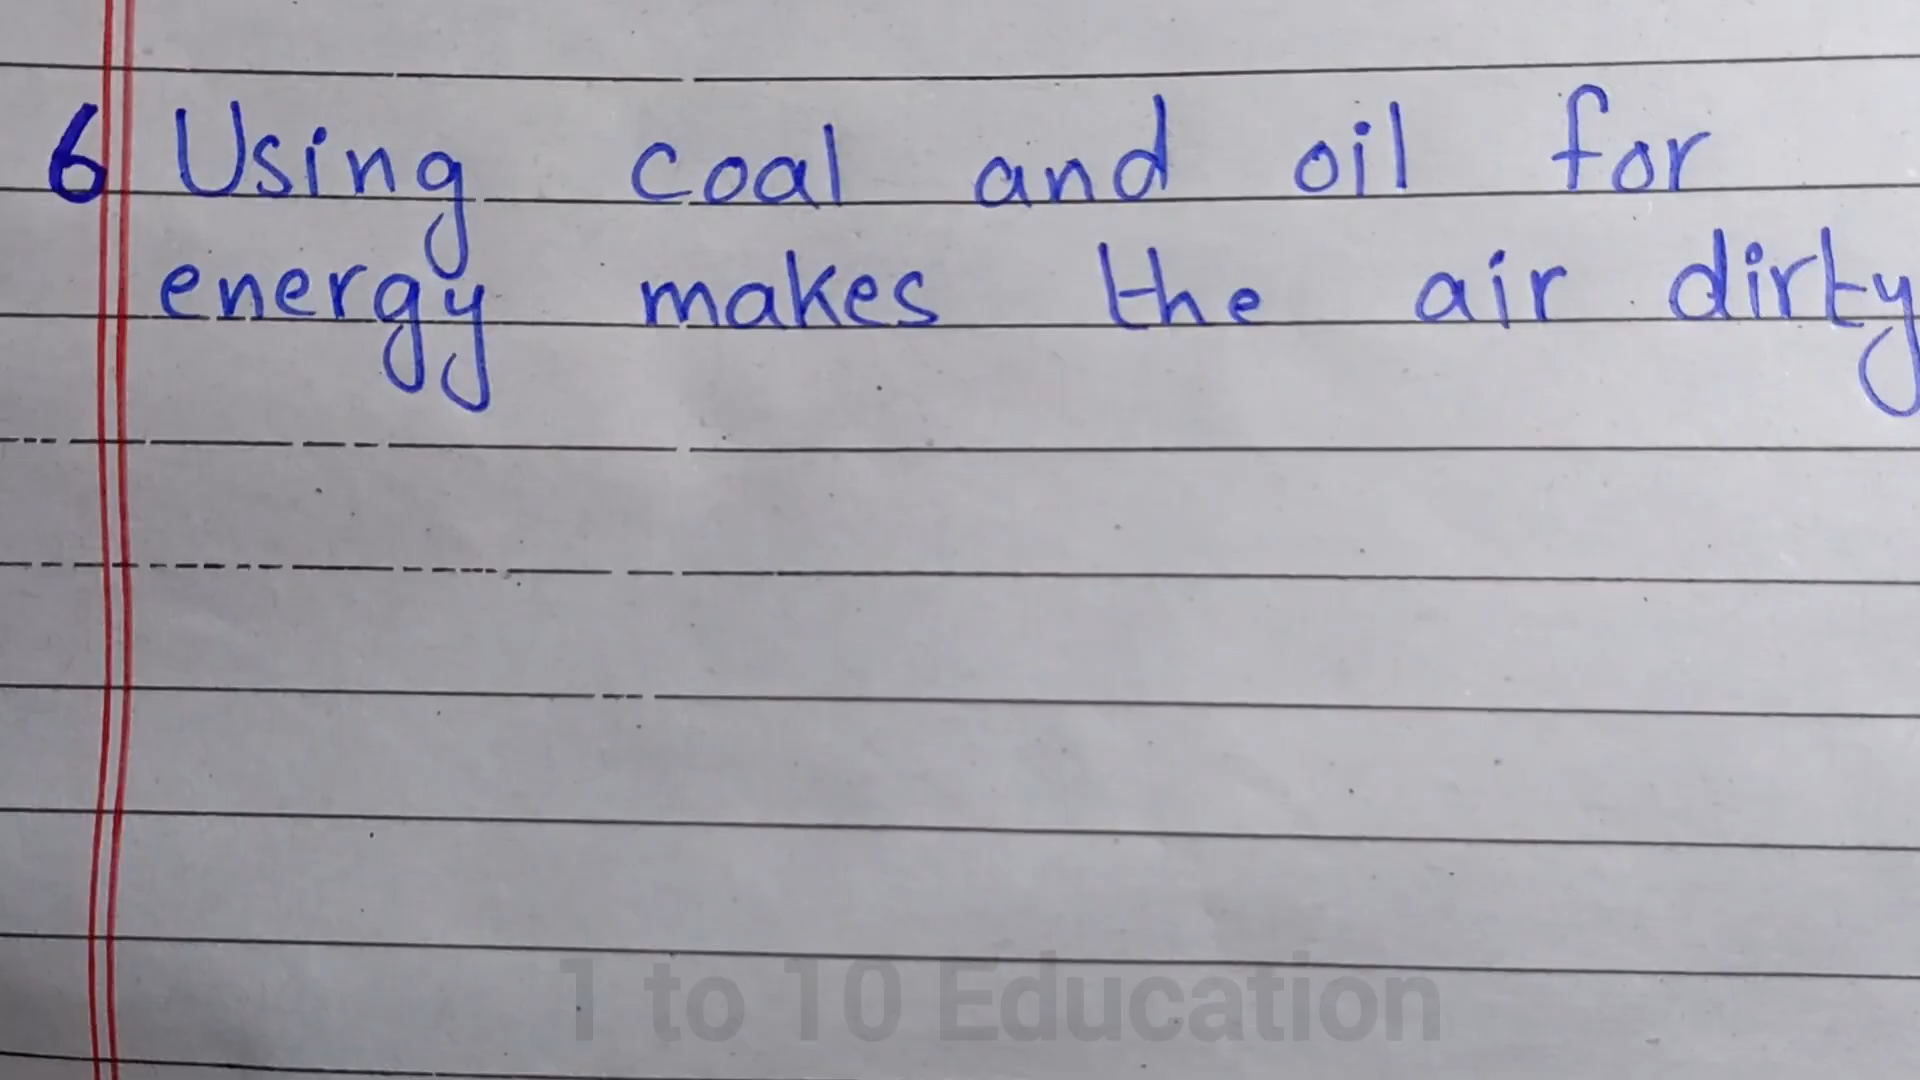 6 Using coal and oil for
energy makes the air dirty
1 to 10 Education